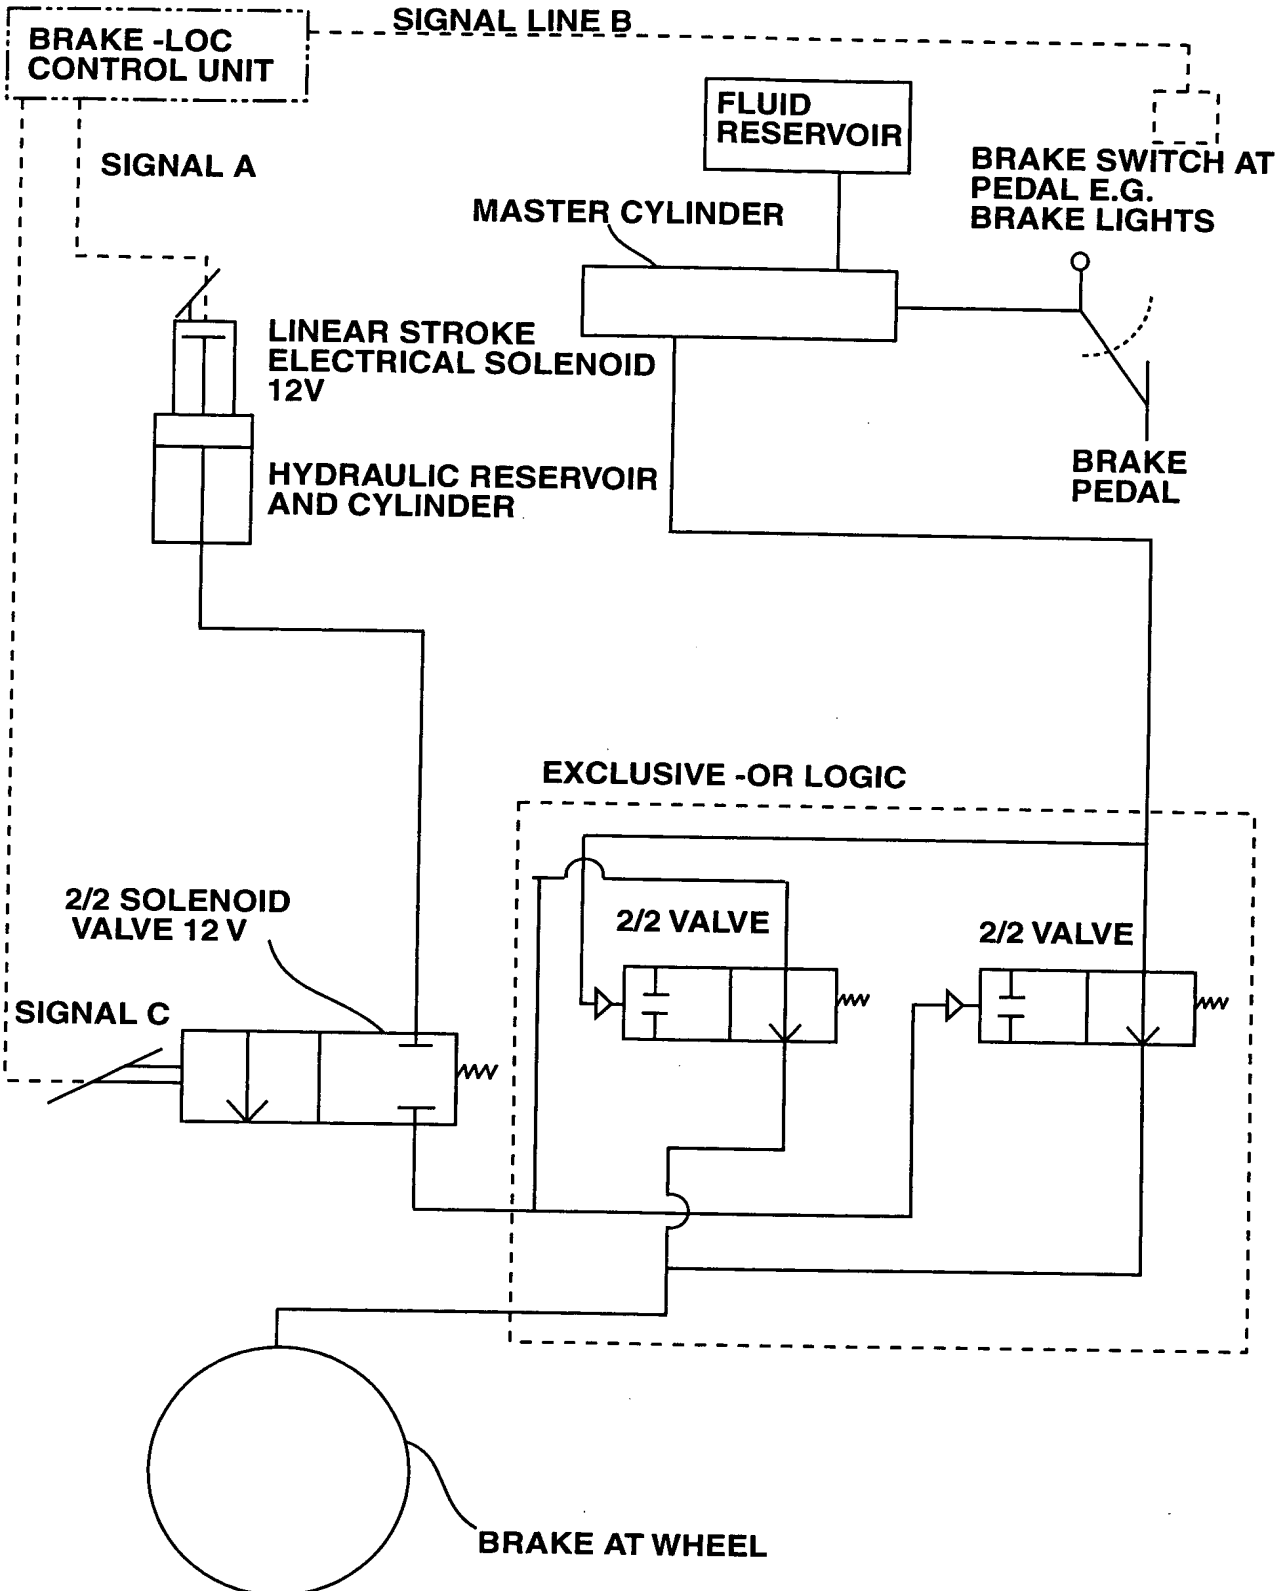 SIGNAL LINE B
BRAKE -LOC
CONTROL UNIT
FLUID
RESERVOIR
SIGNAL A
BRAKE SWITCH AT
PEDAL E.G.
BRAKE LIGHTS
MASTER CYLINDER
LINEAR STROKE
ELECTRICAL SOLENOID
12V
BRAKE
PEDAL
HYDRAULIC RESERVOIR
AND CYLINDER
EXCLUSIVE -OR LOGIC
2/2 SOLENOID
VALVE 12 V
2/2 VALVE
2/2 VALVE
SIGNAL C
BRAKE AT WHEEL